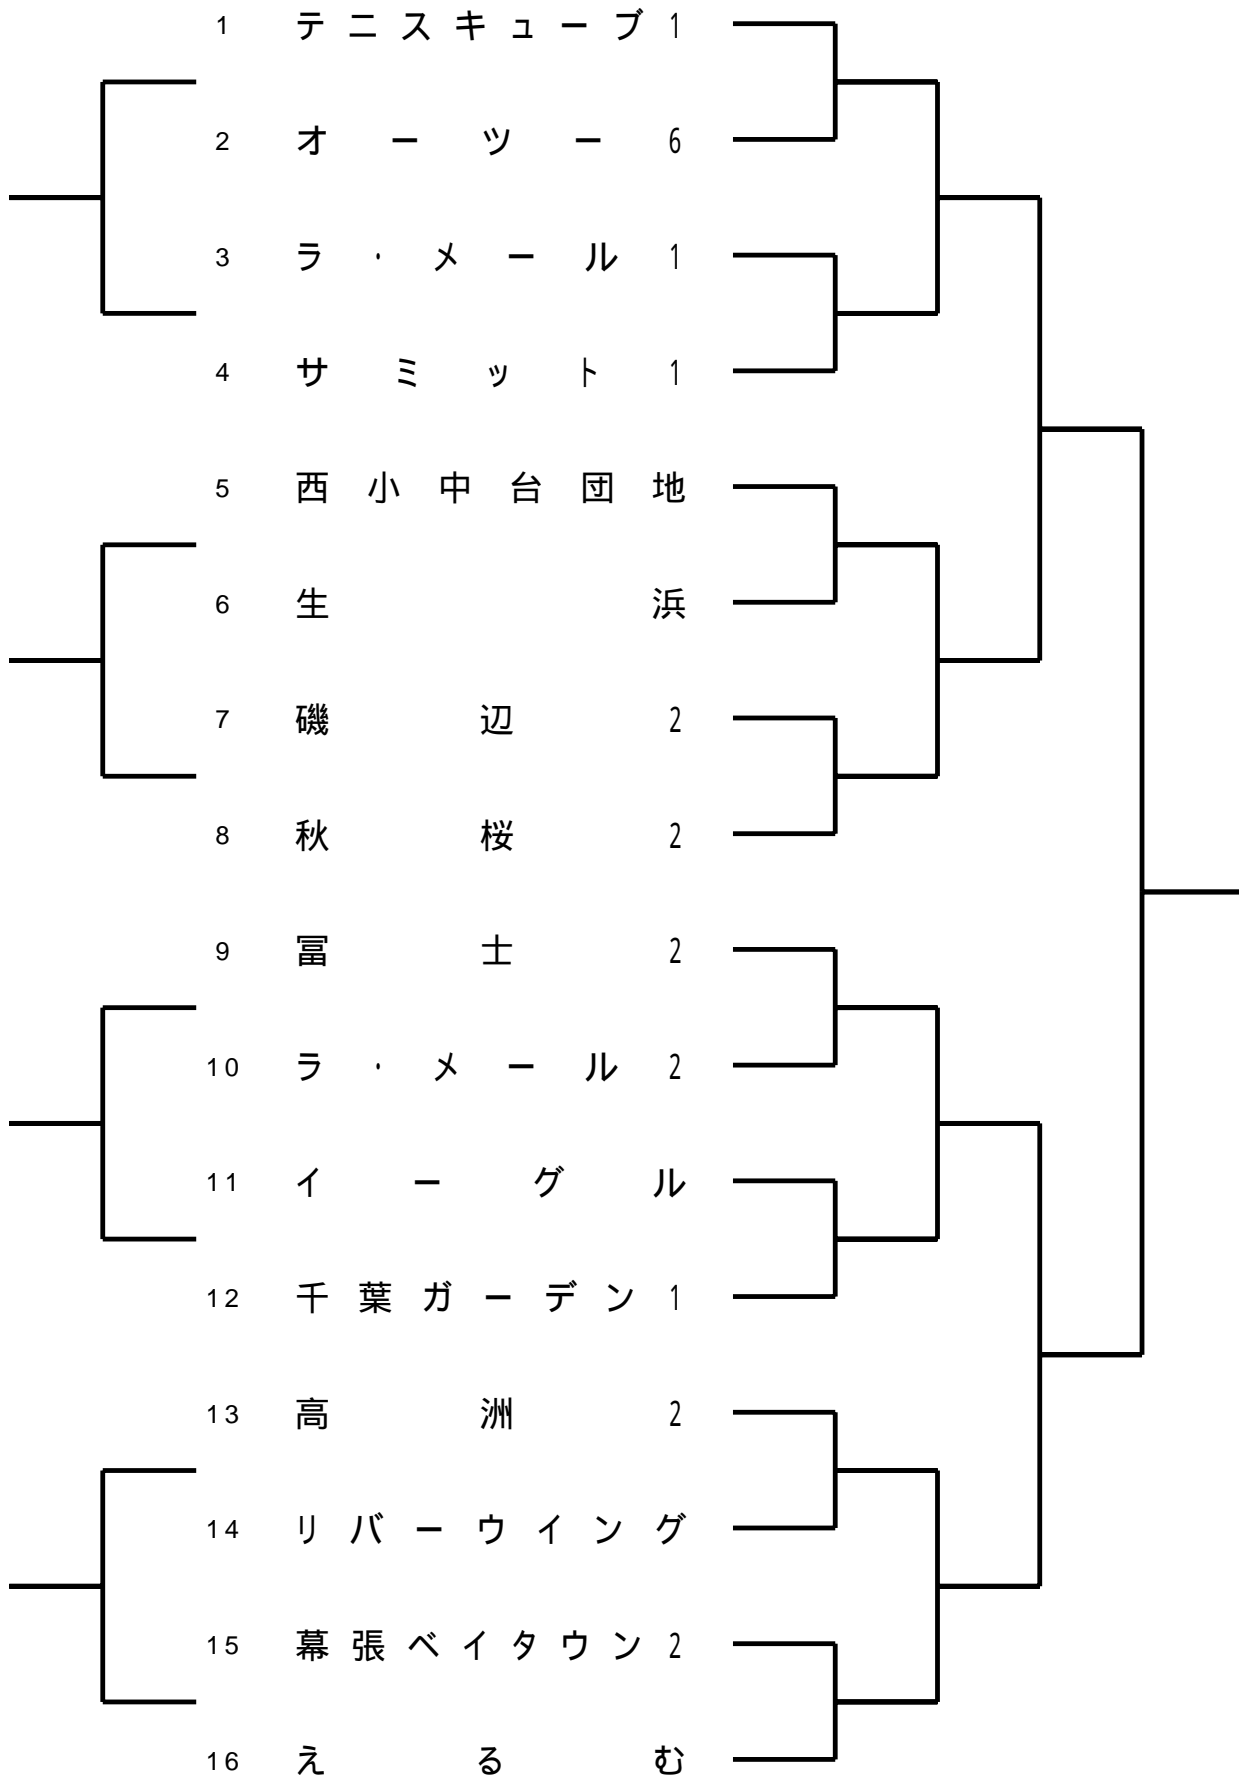 1 テニスキューブ1
2 オーツー6
3 ラ・メール1
4 サミット1
5 西小中台団地
6 生浜
7 磯辺2
8 秋桜2
9 冨士2
10 ラ・メール2
11 イーグル
12 千葉ガーデン1
13 高洲2
14 リバーウイング
15 幕張ベイタウン2
16 えるむ